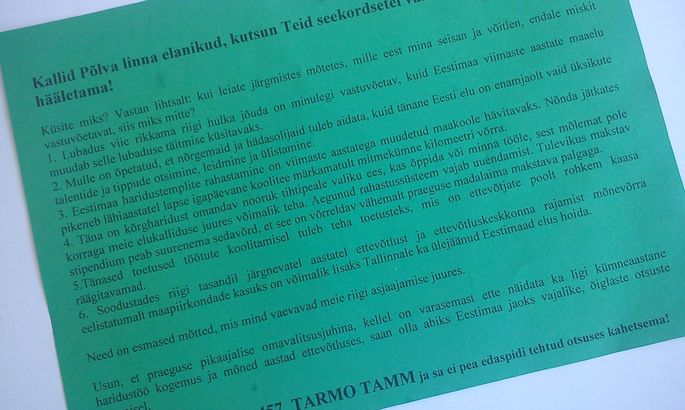 Kallid Põlva linna elanikud, kutsun Teid seekordsetel
hääletama!
Küsite miks? Vastan lihtsalt: kui leiate järgmistes mõtetes, mille eest mina seisan ja võitlen, endale miskit
vastuvõetavat, siis miks mitte?
1. Lubadus viie rikkama riigi hulka jõuda on minulegi vastuvõetav, kuid Eestimaa viimaste aastate maaelu
muudab selle lubaduse täitmise küsitavaks.
2. Mulle on õpetatud, et nõrgemaid ja hädasolijaid tuleb aidata, kuid tänane Eesti elu on enamjaolt vaid üksikute
talentide ja tippude otsimine, leidmine ja ülistamine.
3. Eestimaa haridustemplite rahastamine on viimaste aastatega muudetud maakoole hävitavaks. Nõnda jätkates
pikeneb lähiaastatel lapse igapäevane koolitee märkamatult mitmekümne kilomeetri võrra.
4. Täna on kõrgharidust omandav nooruk tihtipeale valiku ees, kas õppida või minna tööle, sest mõlemat pole
korraga meie elukalliduse juures võimalik teha. Aegunud rahastussüsteem vajab uuendamist. Tulevikus makstav
stipendium peab suurenema sedavõrd, et see on võrreldav vähemalt praeguse madalaima makstava palgaga.
5.Tänased toetused töötute koolitamisel tuleb teha toetusteks, mis on ettevõtjate poolt rohkem kaasa
räägitavamad.
6. Soodustades riigi tasandil järgnevatel aastatel ettevõtlust ja ettevõtluskeskkonna rajamist mõnevõrra
eelistatumalt maapiirkondade kasuks on võimalik lisaks Tallinnale ka ülejäänud Eestimaad elus hoida.
Need on esmased mõtted, mis mind vaevavad meie riigi asjaajamise juures.
Usun, et praeguse pikaajalise omavalitsusjuhina, kellel on varasemast ette näidata ka ligi kümneaastane
haridustöö kogemus ja mõned aastad ettevõtluses, saan olla abiks Eestimaa jaoks vajalike, õiglaste otsuste
457 TARMO TAMM ja sa ei pea edaspidi tehtud otsuses kahetsema!